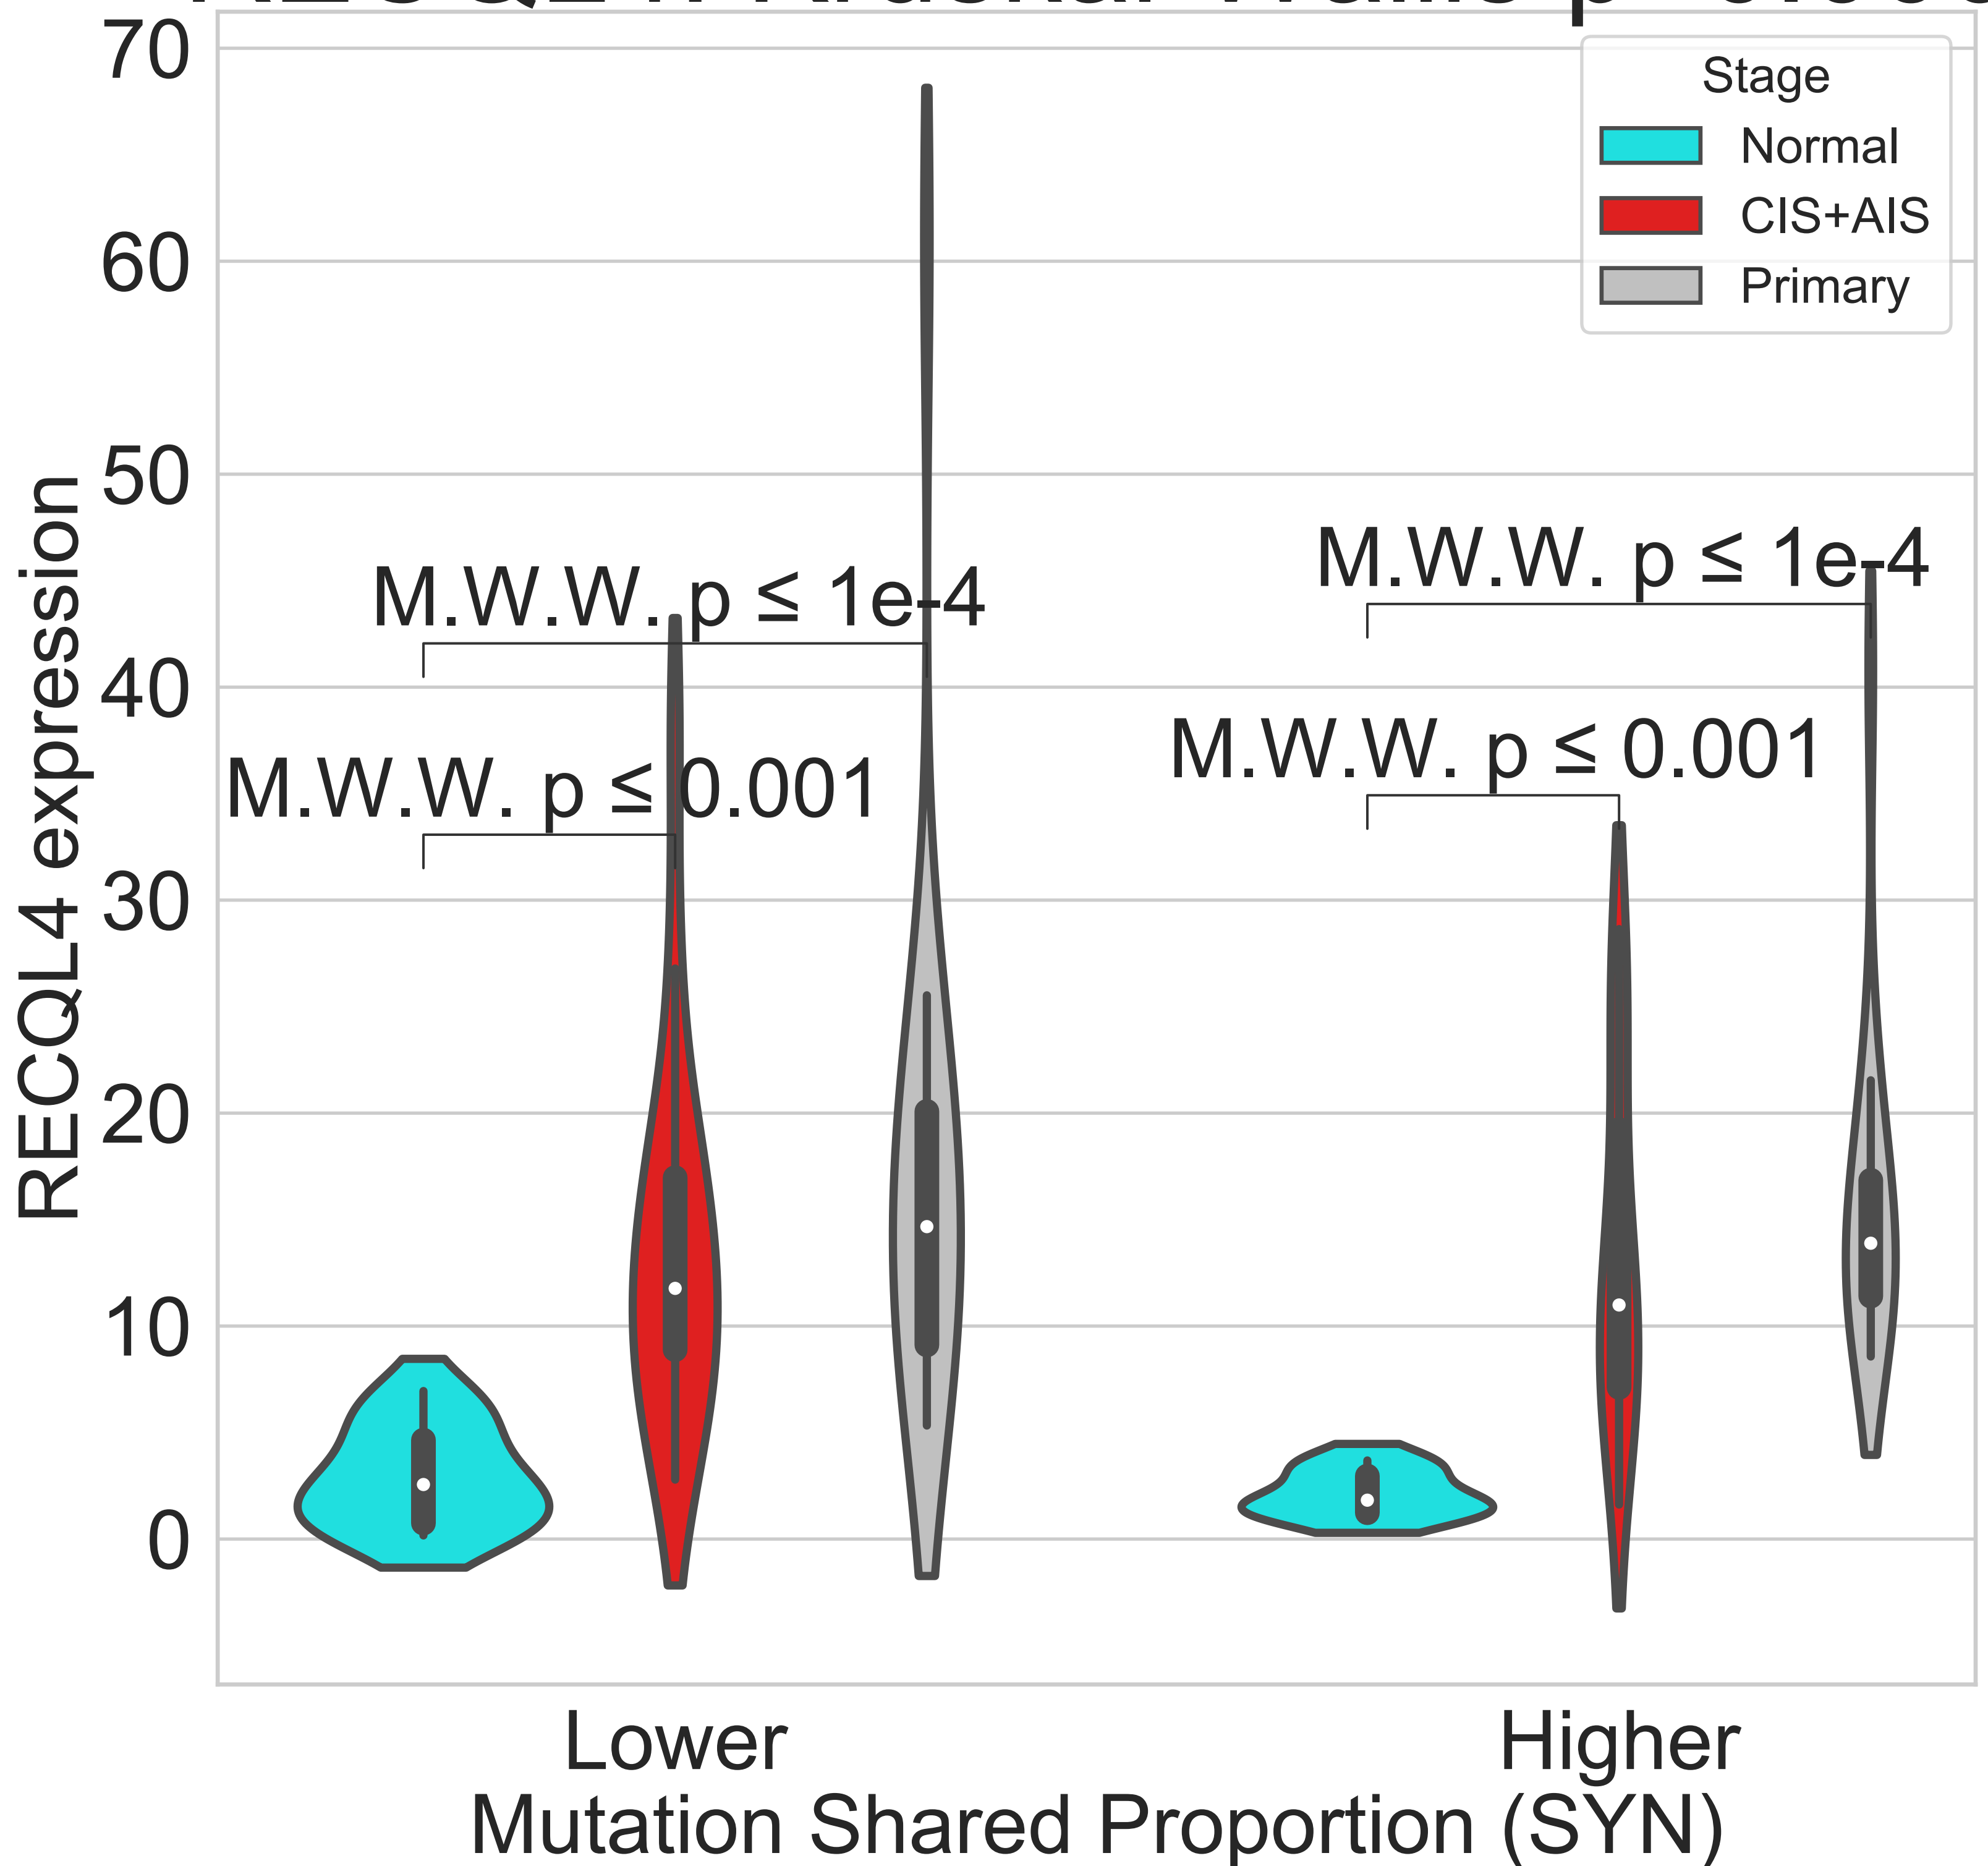 70
60
50
40
30
20
10
0
RECQL4 expression
Stage
Normal
CIS+AIS
Primary
M.W.W. p ≤ 1e-4
M.W.W. p ≤ 0.001
M.W.W. p ≤ 1e-4
M.W.W. p ≤ 0.001
Lower
Higher
Mutation Shared Proportion (SYN)